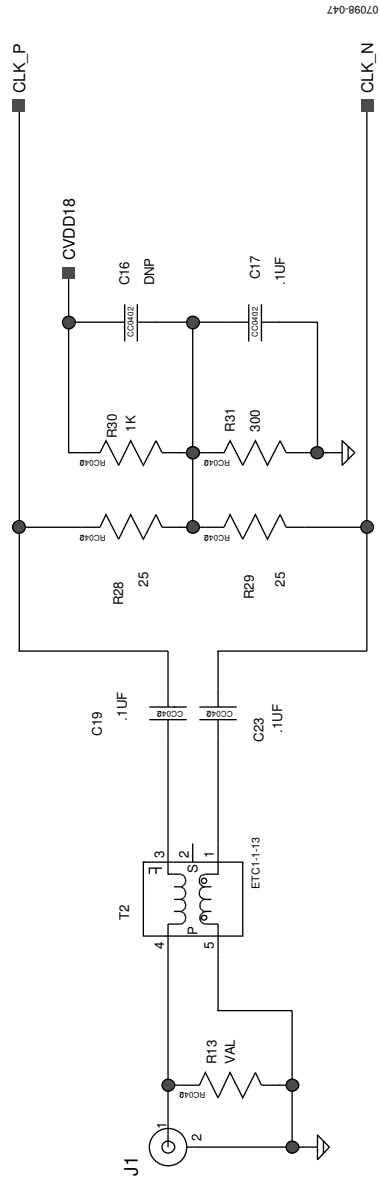 J1
1
2
R13
VAL
RC0402
T2
4
3
2
S
P
5
1
ETC1-1-13
C19
.1UF
CC0402
CC0402
C23
.1UF
R28
25
RC0402
R29
25
RC0402
R30
1K
RC0402
R31
300
RC0402
CVDD18
C16
DNP
CC0402
C17
.1UF
CC0402
CLK_P
CLK_N
07098-047